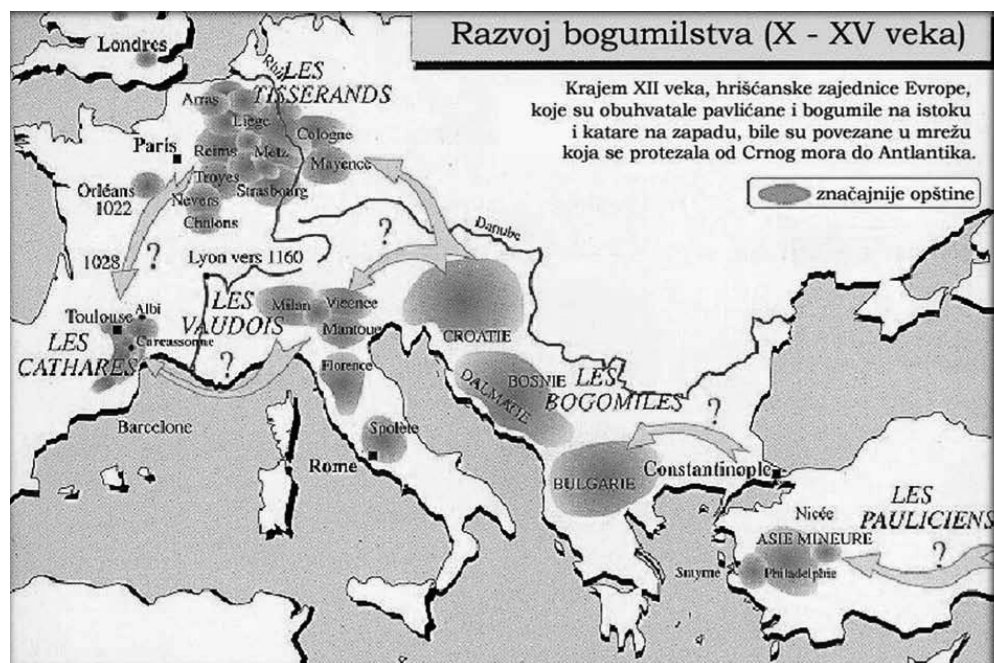 Razvoj bogumilstva (X - XV veka)
Krajem XII veka, hrišćanske zajednice Evrope,
koje su obuhvatale pavlićane i bogumile na istoku
i katare na zapadu, bile su povezane u mrežu
koja se protezala od Crnog mora do Antlantika.
značajnije opštine
Londres
Rhin
LES
TISSERANDS
Arras
Liège
Cologne
Paris
Reims
Metz
Mayence
Troyes
Orléans
1022
Nevers
Strasbourg
Chalons
?
Danube
1028
?
Lyon vers 1160
LES
VAUDOIS
Milan
Vicence
Mantoue
CROATIE
Toulouse
Albi
LES
CATHARES
Carcassonne
?
Florence
BOSNIE
DALMATIE
LES
BOGOMILES
?
Barcelone
Spolète
Rome
BULGARIE
Constantinople
LES
PAULICIENS
Nicée
ASIE MINEURE
?
Smyrne
Philadelphie